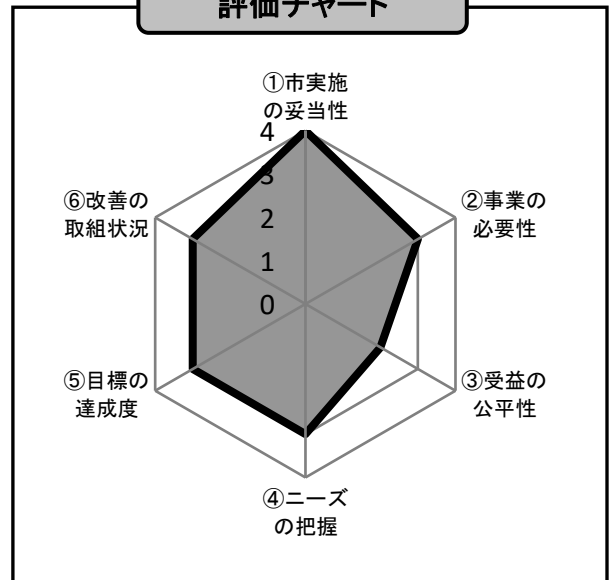 評価チャート
①市実施
の妥当性
4
3
2
1
0
②事業の
必要性
③受益の
公平性
④ニーズ
の把握
⑤目標の
達成度
⑥改善の
取組状況